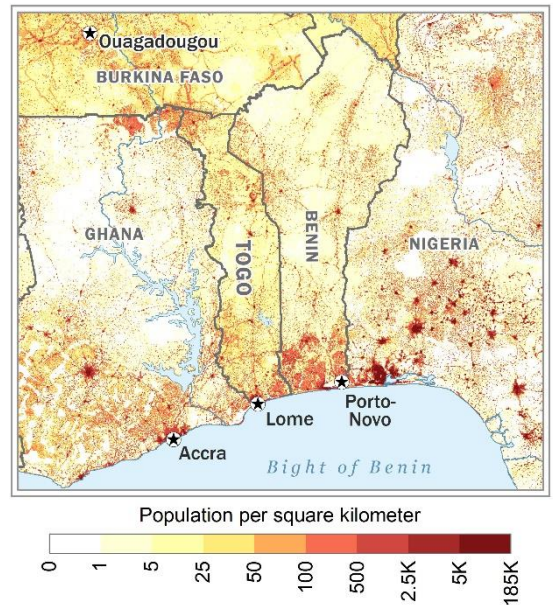 Ouagadougou
BURKINA FASO
GHANA
TOGO
BENIN
NIGERIA
Porto-
Novo
Lome
Accra
Bight of Benin
Population per square kilometer
0
1
5
25
50
100
500
2.5K
5K
185K